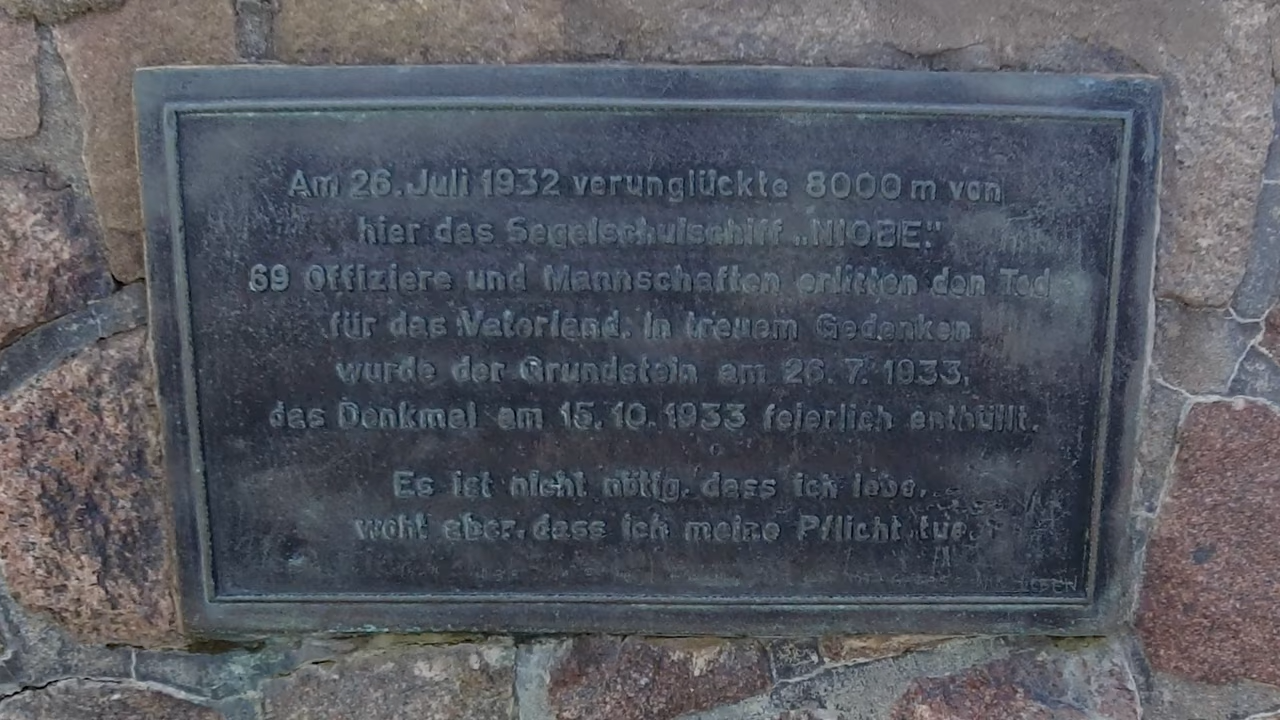 Am 26. Juli 1932 verunglückte 8000 m von
hier das Segelschulschiff „NIOBE“.
69 Offiziere und Mannschaften erlitten den Tod
für das Vaterland. In treuem Gedenken
wurde der Grundstein am 26. 7. 1933,
das Denkmal am 15. 10. 1933 feierlich enthüllt.
Es ist nicht nötig, dass ich lebe,
wohl aber, dass ich meine Pflicht tue.